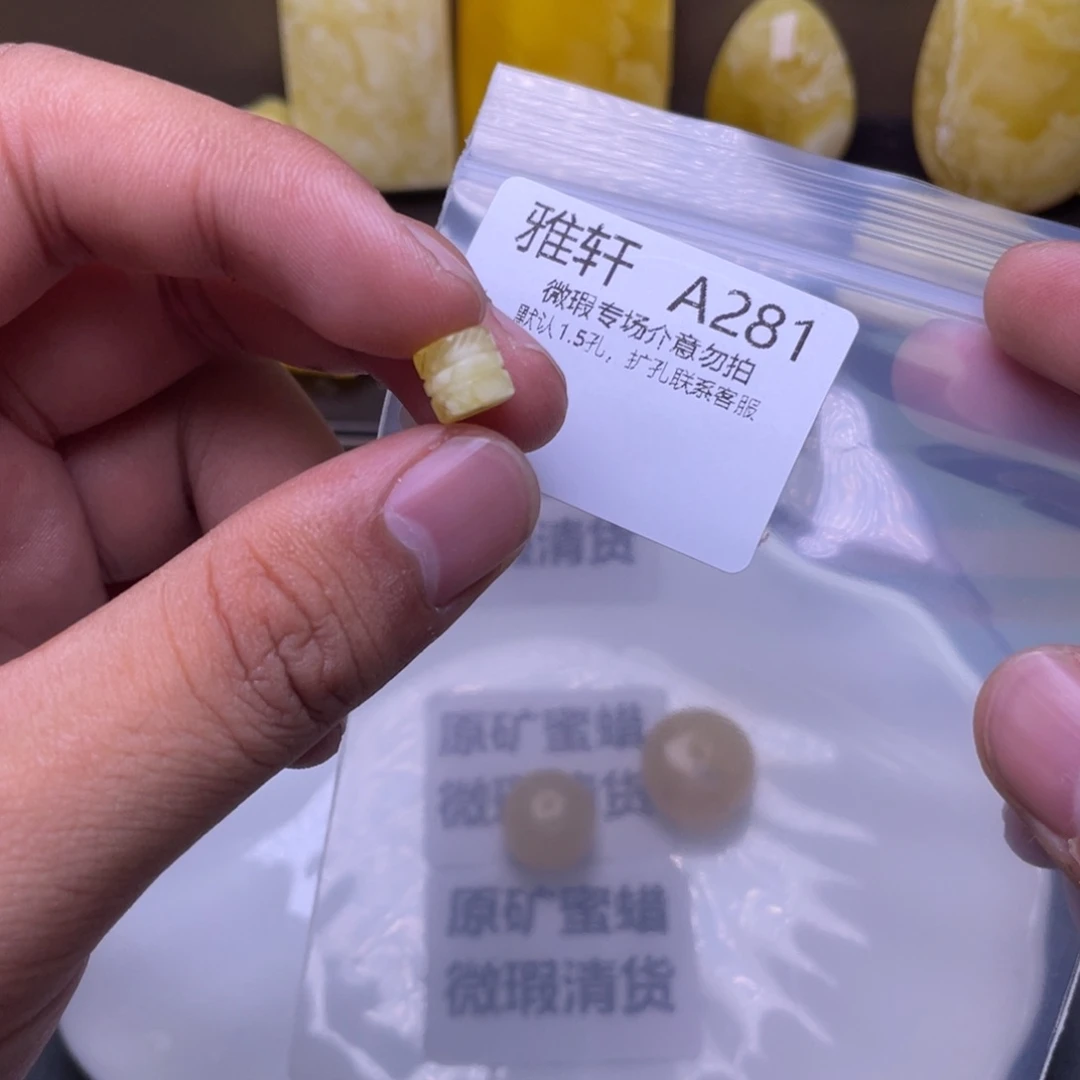 雅轩 A281
微瑕专场介意勿拍
默认1.5孔，扩孔联系客服
清货
原矿蜜蜡
微 货
原矿蜜蜡
微瑕清货